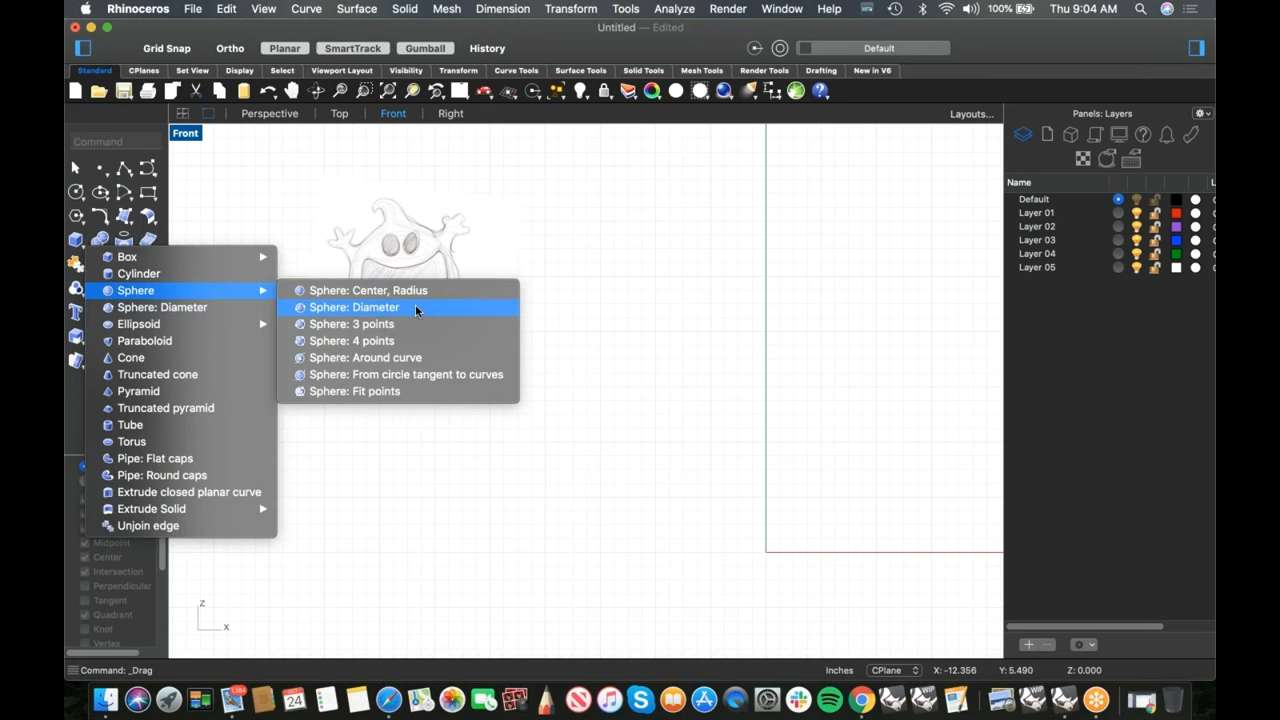 Rhinoceros File Edit View Curve Surface Solid Mesh Dimension Transform Tools Analyze Render Window Help 100% Thu 9:04 AM
Untitled — Edited
Grid Snap Ortho Planar SmartTrack Gumball History Default
Standard CPlanes Set View Display Select Viewport Layout Visibility Transform Curve Tools Surface Tools Solid Tools Mesh Tools Render Tools Drafting New in V6
Perspective Top Front Right Layouts... Panels: Layers
Front
Command
Name L
Default
Layer 01
Layer 02
Layer 03
Layer 04
Layer 05
Box
Cylinder
Sphere
Sphere: Diameter
Ellipsoid
Paraboloid
Cone
Truncated cone
Pyramid
Truncated pyramid
Tube
Torus
Pipe: Flat caps
Pipe: Round caps
Extrude closed planar curve
Extrude Solid
Unjoin edge
Sphere: Center, Radius
Sphere: Diameter
Sphere: 3 points
Sphere: 4 points
Sphere: Around curve
Sphere: From circle tangent to curves
Sphere: Fit points
Midpoint
Center
Intersection
Perpendicular
Tangent
Quadrant
Knot
Vertex
Z
X
Command: _Drag Inches CPlane X: -12.356 Y: 5.490 Z: 0.000
24